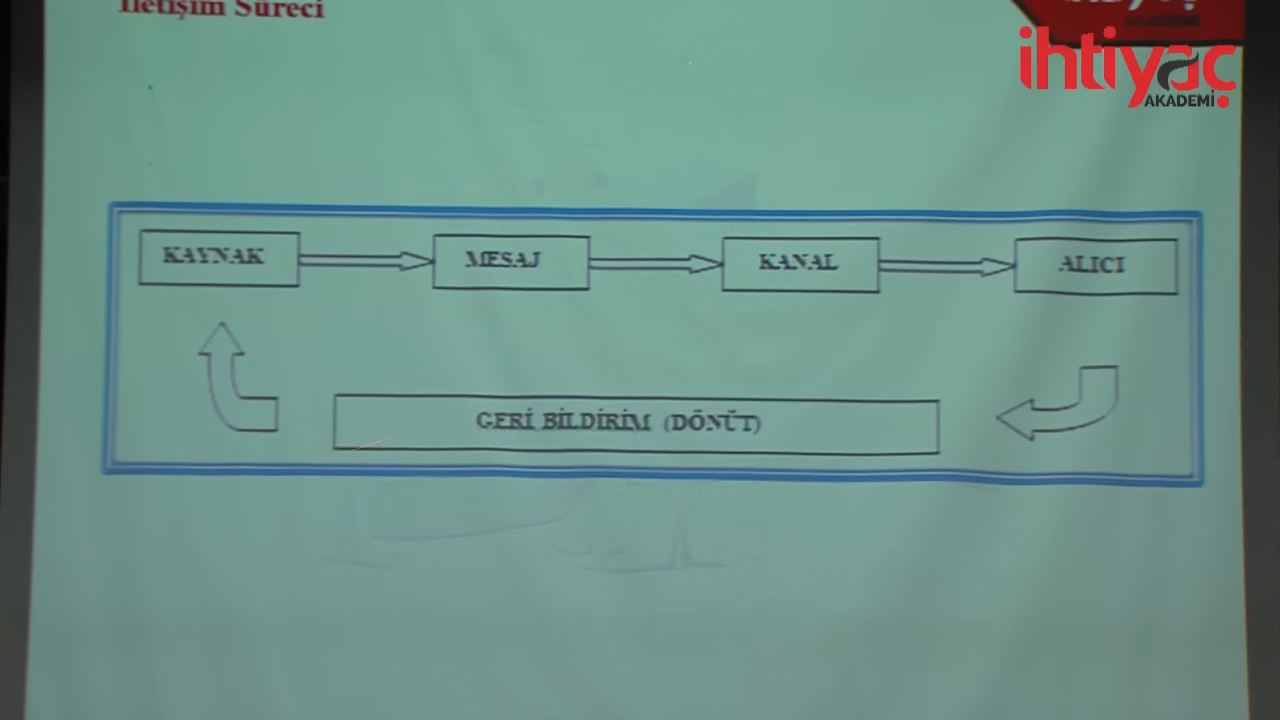 İletişim Süreci
ihtiyaç
AKADEMİ
KAYNAK
MESAJ
KANAL
ALICI
GERİ BİLDİRİM (DÖNÜT)